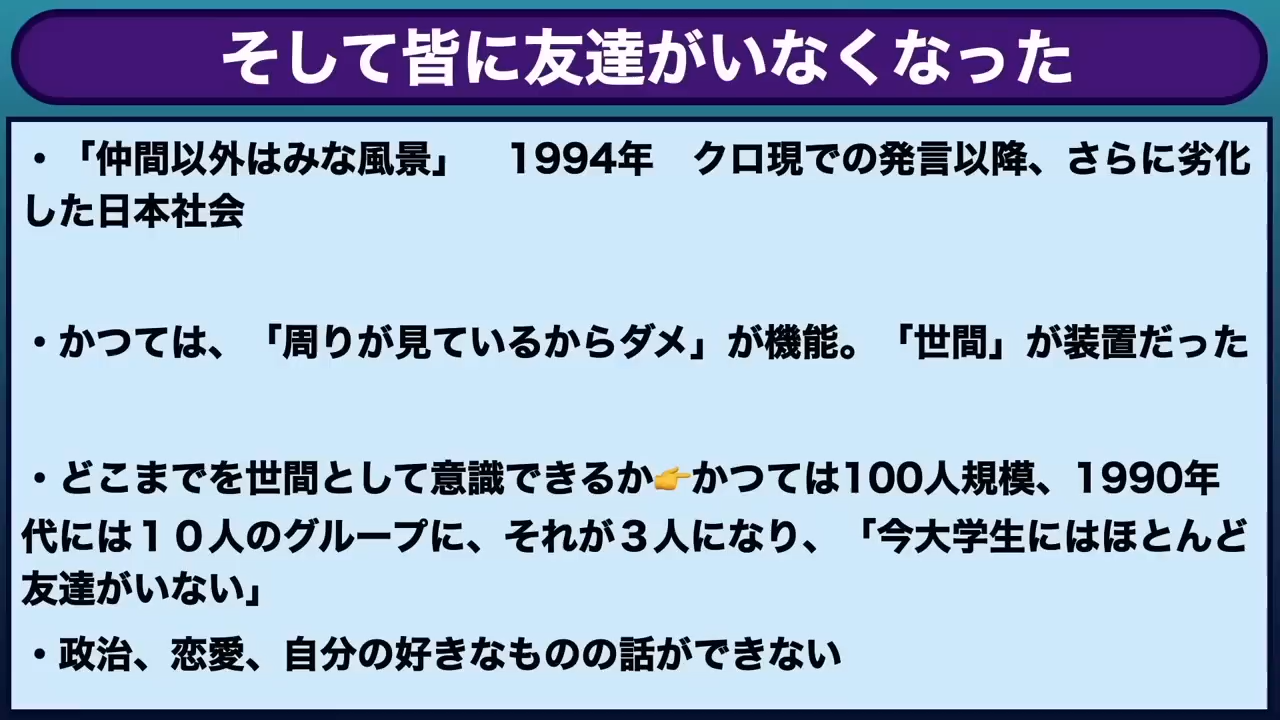 そして皆に友達がいなくなった
・「仲間以外はみな風景」　1994年　クロ現での発言以降、さらに劣化
した日本社会
・かつては、「周りが見ているからダメ」が機能。「世間」が装置だった
・どこまでを世間として意識できるか👉かつては100人規模、1990年
代には１０人のグループに、それが３人になり、「今大学生にはほとんど
友達がいない」
・政治、恋愛、自分の好きなものの話ができない